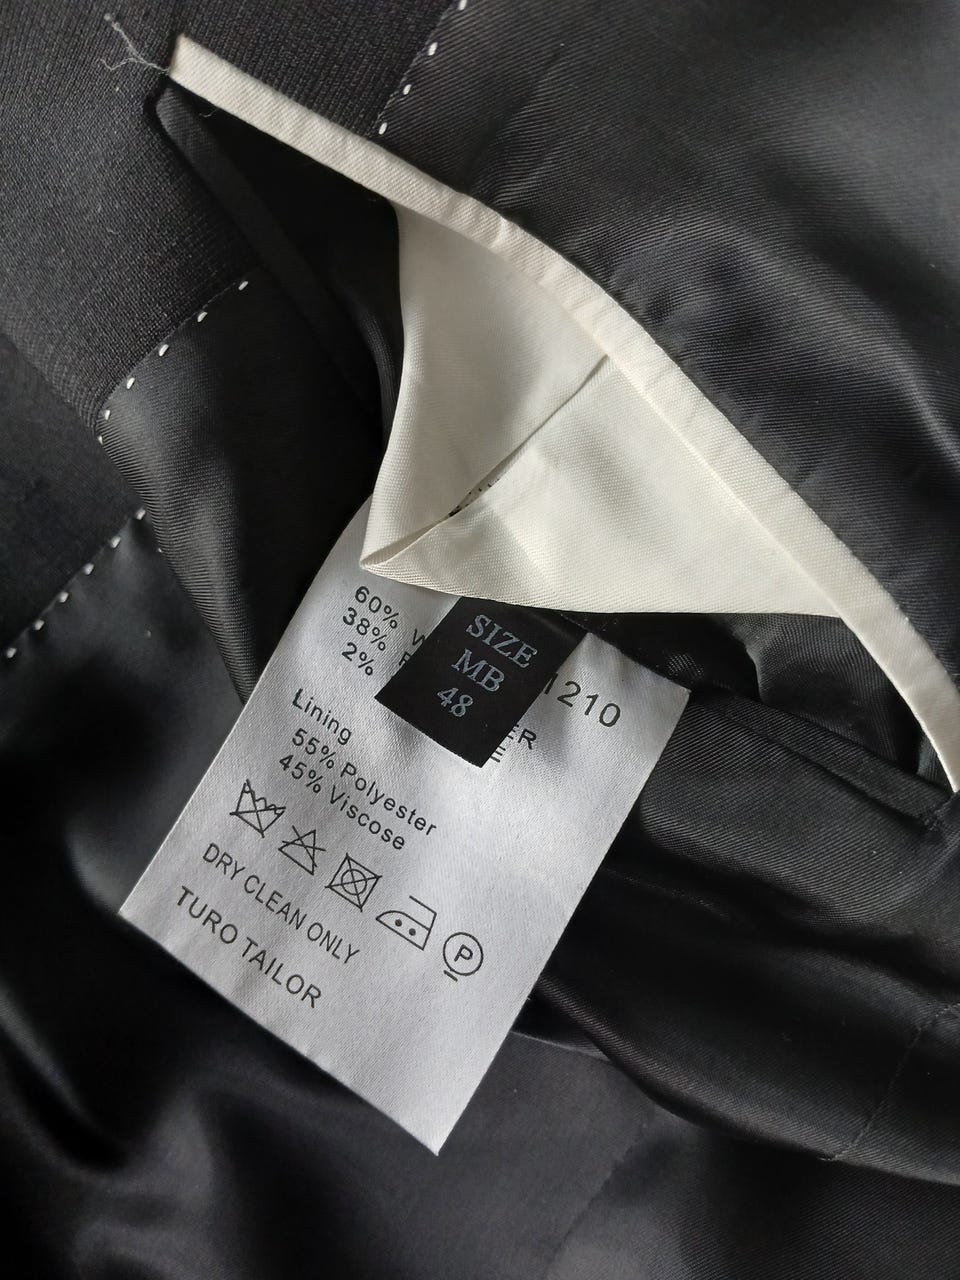 1210
60%
38%
2%
ER
SIZE
MB
48
Lining
55% Polyester
45% Viscose
P
DRY CLEAN ONLY
TURO TAILOR